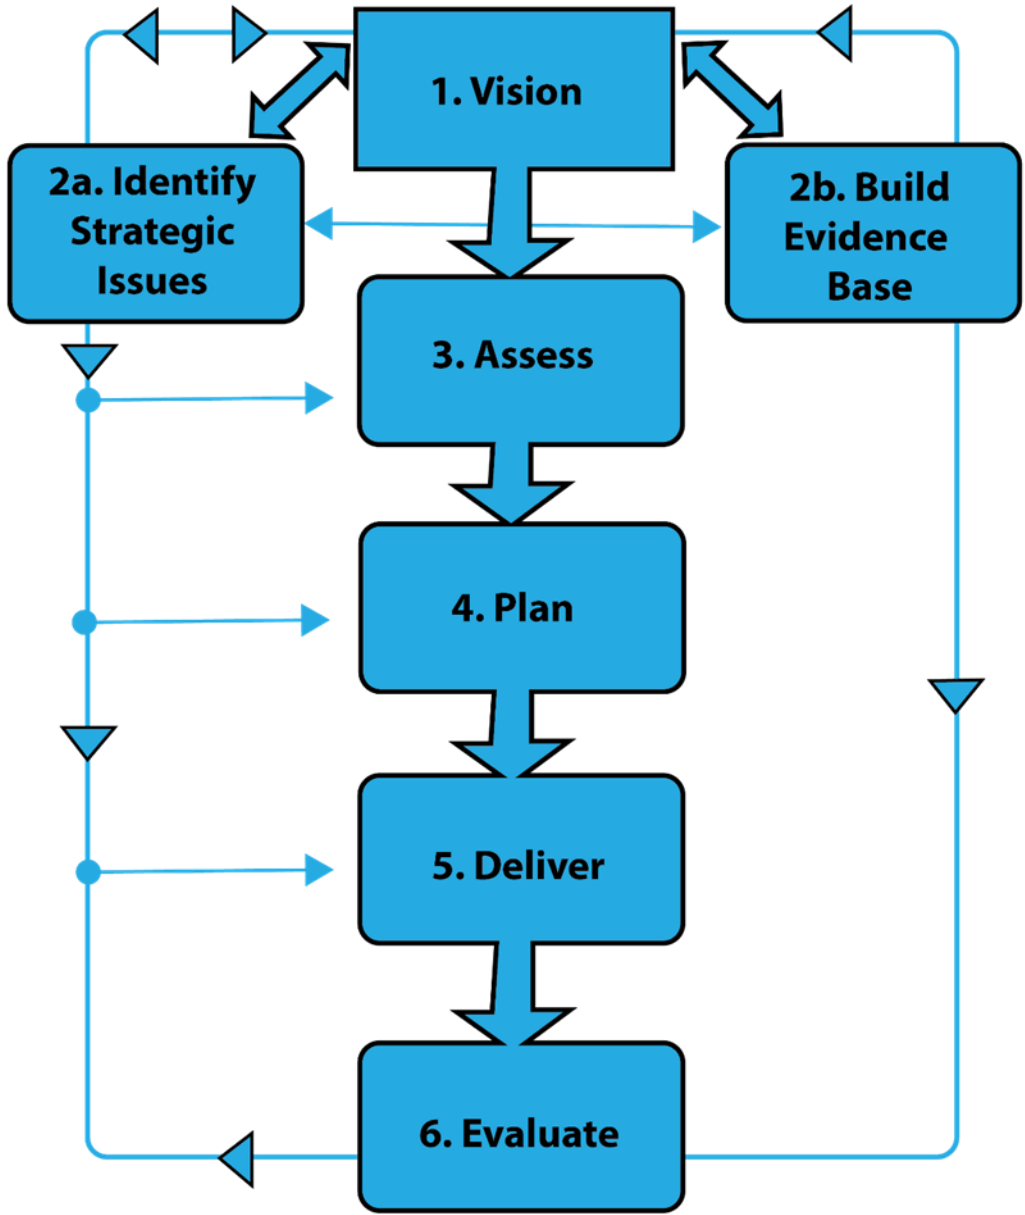 1. Vision
2a. Identify
Strategic
Issues
2b. Build
Evidence
Base
3. Assess
4. Plan
5. Deliver
6. Evaluate